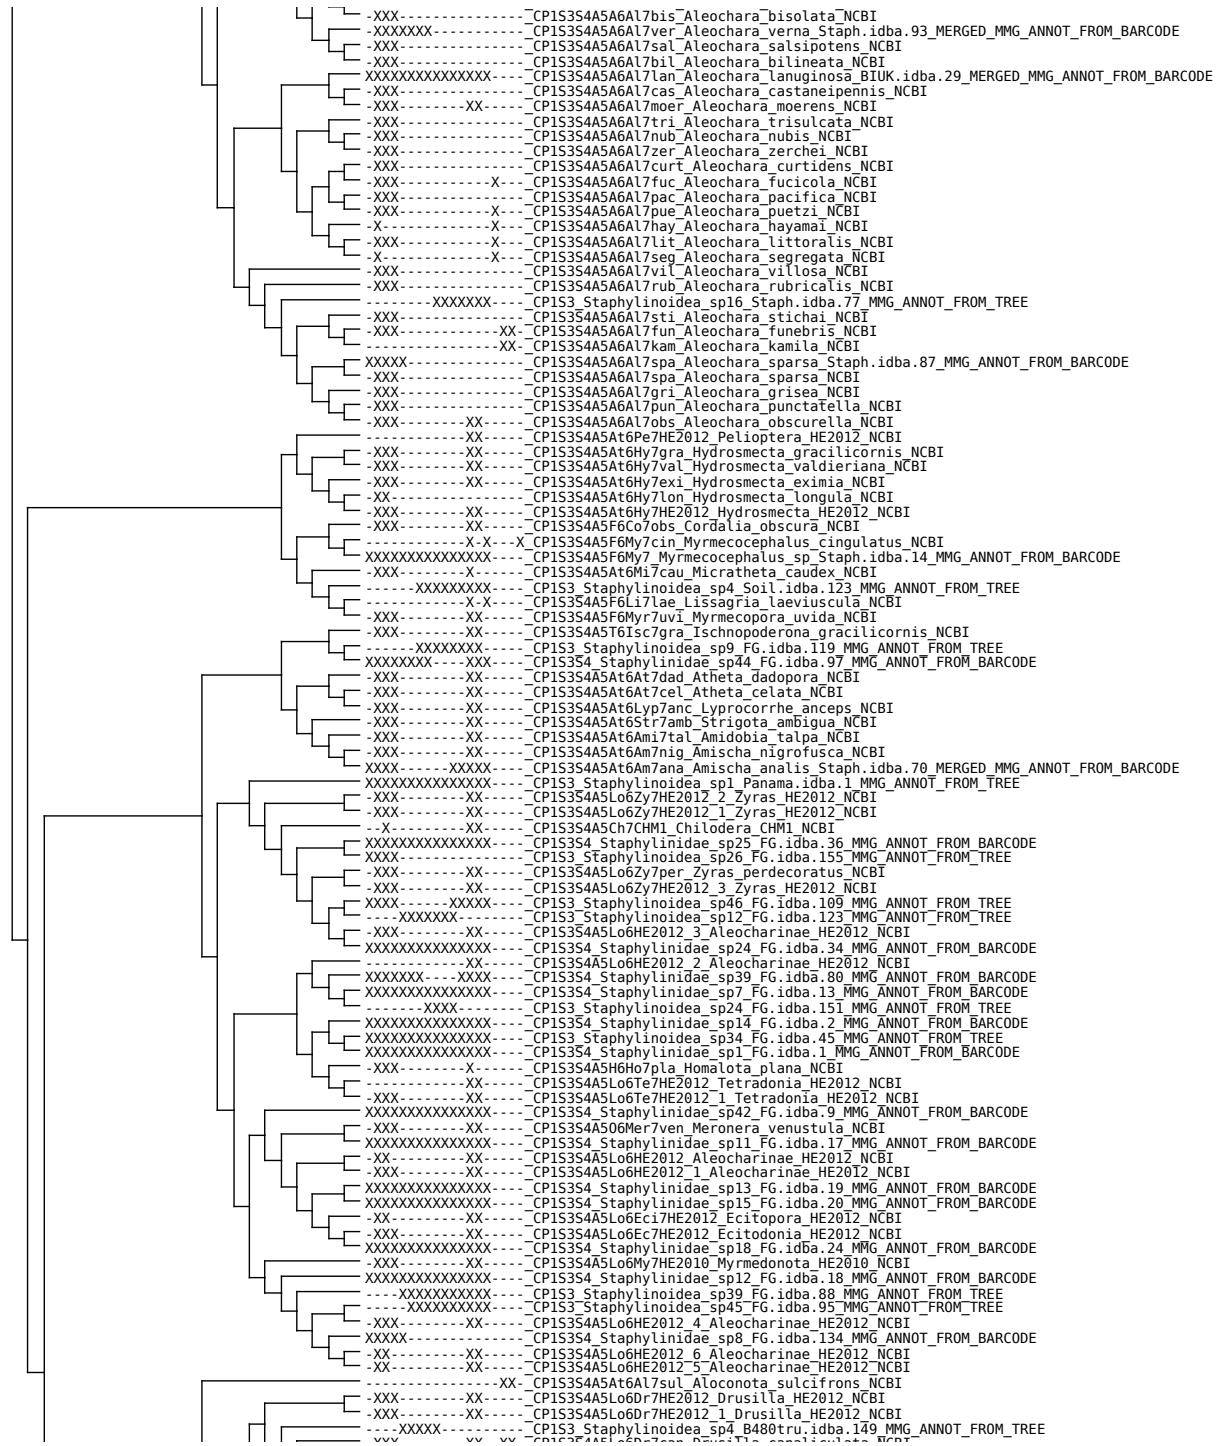 -XXX---------------_CP1S3S4A5A6Al7bis_Aleochara_bisolata_NCBI
-XXXXXXX-----------_CP1S3S4A5A6Al7ver_Aleochara_verna_Staph.idba.93_MERGED_MMG_ANNOT_FROM_BARCODE
-XXX---------------_CP1S3S4A5A6Al7sal_Aleochara_salsipotens_NCBI
-XXX---------------_CP1S3S4A5A6Al7bil_Aleochara_bilineata_NCBI
XXXXXXXXXXXXXXX----_CP1S3S4A5A6Al7lan_Aleochara_lanuginosa_BIUK.idba.29_MERGED_MMG_ANNOT_FROM_BARCODE
-XXX---------------_CP1S3S4A5A6Al7cas_Aleochara_castaneipennis_NCBI
-XXX--------XX-----_CP1S3S4A5A6Al7moer_Aleochara_moerens_NCBI
-XXX---------------_CP1S3S4A5A6Al7tri_Aleochara_trisulcata_NCBI
-XXX---------------_CP1S3S4A5A6Al7nub_Aleochara_nubis_NCBI
-XXX---------------_CP1S3S4A5A6Al7zer_Aleochara_zerchei_NCBI
-XXX---------------_CP1S3S4A5A6Al7curt_Aleochara_curtidens_NCBI
-XXX-----------X---_CP1S3S4A5A6Al7fuc_Aleochara_fucicola_NCBI
-XXX---------------_CP1S3S4A5A6Al7pac_Aleochara_pacifica_NCBI
-XXX-----------X---_CP1S3S4A5A6Al7pue_Aleochara_puetzi_NCBI
-X-------------X---_CP1S3S4A5A6Al7hay_Aleochara_hayamai_NCBI
-XXX-----------X---_CP1S3S4A5A6Al7lit_Aleochara_littoralis_NCBI
-X-------------X---_CP1S3S4A5A6Al7seg_Aleochara_segregata_NCBI
-XXX---------------_CP1S3S4A5A6Al7vil_Aleochara_villosa_NCBI
-XXX---------------_CP1S3S4A5A6Al7rub_Aleochara_rubricalis_NCBI
--------XXXXXXX----_CP1S3_Staphylinoidea_sp16_Staph.idba.77_MMG_ANNOT_FROM_TREE
-XXX---------------_CP1S3S4A5A6Al7sti_Aleochara_stichai_NCBI
-XXX------------XX-_CP1S3S4A5A6Al7fun_Aleochara_funebris_NCBI
----------------XX-_CP1S3S4A5A6Al7kam_Aleochara_kamila_NCBI
XXXXX--------------_CP1S3S4A5A6Al7spa_Aleochara_sparsa_Staph.idba.87_MMG_ANNOT_FROM_BARCODE
-XXX---------------_CP1S3S4A5A6Al7spa_Aleochara_sparsa_NCBI
-XXX---------------_CP1S3S4A5A6Al7gri_Aleochara_grisea_NCBI
-XXX---------------_CP1S3S4A5A6Al7pun_Aleochara_punctatella_NCBI
-XXX--------XX-----_CP1S3S4A5A6Al7obs_Aleochara_obscurella_NCBI
------------XX-----_CP1S3S4A5At6Pe7HE2012_Pelioptera_HE2012_NCBI
-XXX--------XX-----_CP1S3S4A5At6Hy7gra_Hydrosmecta_gracilicornis_NCBI
-XXX--------XX-----_CP1S3S4A5At6Hy7val_Hydrosmecta_valdieriana_NCBI
-XXX--------XX-----_CP1S3S4A5At6Hy7exi_Hydrosmecta_eximia_NCBI
-XX----------------_CP1S3S4A5At6Hy7lon_Hydrosmecta_longula_NCBI
-XXX--------XX-----_CP1S3S4A5At6Hy7HE2012_Hydrosmecta_HE2012_NCBI
-XXX--------XX-----_CP1S3S4A5F6Co7obs_Cordalia_obscura_NCBI
------------X-X---X_CP1S3S4A5F6My7cin_Myrmecocephalus_cingulatus_NCBI
XXXXXXXXXXXXXXX----_CP1S3S4A5F6My7_Myrmecocephalus_sp_Staph.idba.14_MMG_ANNOT_FROM_BARCODE
-XXX--------X------_CP1S3S4A5At6Mi7cau_Micratheta_caudex_NCBI
------XXXXXXXXX----_CP1S3_Staphylinoidea_sp4_Soil.idba.123_MMG_ANNOT_FROM_TREE
------------X-X----_CP1S3S4A5F6Li7lae_Lissagria_laeviuscula_NCBI
-XXX--------XX-----_CP1S3S4A5F6Myr7uvi_Myrmecopora_uvida_NCBI
-XXX--------XX-----_CP1S3S4A5T6Isc7gra_Ischnopoderona_gracilicornis_NCBI
------XXXXXXXX-----_CP1S3_Staphylinoidea_sp9_FG.idba.119_MMG_ANNOT_FROM_TREE
XXXXXXXX----XXX----_CP1S3S4_Staphylinidae_sp44_FG.idba.97_MMG_ANNOT_FROM_BARCODE
-XXX--------XX-----_CP1S3S4A5At6At7dad_Atheta_dadopora_NCBI
-XXX--------XX-----_CP1S3S4A5At6At7cel_Atheta_celata_NCBI
-XXX--------XX-----_CP1S3S4A5At6Lyp7anc_Lyprocorrhe_anceps_NCBI
-XXX--------XX-----_CP1S3S4A5At6Str7amb_Strigota_ambigua_NCBI
-XXX--------XX-----_CP1S3S4A5At6Ami7tal_Amidobia_talpa_NCBI
-XXX--------XX-----_CP1S3S4A5At6Am7nig_Amischa_nigrofusca_NCBI
XXXX------XXXXX----_CP1S3S4A5At6Am7ana_Amischa_analis_Staph.idba.70_MERGED_MMG_ANNOT_FROM_BARCODE
XXXXXXXXXXXXXXX----_CP1S3_Staphylinoidea_sp1_Panama.idba.1_MMG_ANNOT_FROM_TREE
-XXX--------XX-----_CP1S3S4A5Lo6Zy7HE2012_2_Zyras_HE2012_NCBI
-XXX--------XX-----_CP1S3S4A5Lo6Zy7HE2012_1_Zyras_HE2012_NCBI
--X---------XX-----_CP1S3S4A5Ch7CHM1_Chilodera_CHM1_NCBI
XXXXXXXXXXXXXXX----_CP1S3S4_Staphylinidae_sp25_FG.idba.36_MMG_ANNOT_FROM_BARCODE
XXXX---------------_CP1S3_Staphylinoidea_sp26_FG.idba.155_MMG_ANNOT_FROM_TREE
-XXX--------XX-----_CP1S3S4A5Lo6Zy7per_Zyras_perdecoratus_NCBI
-XXX--------XX-----_CP1S3S4A5Lo6Zy7HE2012_3_Zyras_HE2012_NCBI
XXXX------XXXXX----_CP1S3_Staphylinoidea_sp46_FG.idba.109_MMG_ANNOT_FROM_TREE
----XXXXXXX--------_CP1S3_Staphylinoidea_sp12_FG.idba.123_MMG_ANNOT_FROM_TREE
-XXX--------XX-----_CP1S3S4A5Lo6HE2012_3_Aleocharinae_HE2012_NCBI
XXXXXXXXXXXXXXX----_CP1S3S4_Staphylinidae_sp24_FG.idba.34_MMG_ANNOT_FROM_BARCODE
------------XX-----_CP1S3S4A5Lo6HE2012_2_Aleocharinae_HE2012_NCBI
XXXXXXX----XXXX----_CP1S3S4_Staphylinidae_sp39_FG.idba.80_MMG_ANNOT_FROM_BARCODE
XXXXXXXXXXXXXXX----_CP1S3S4_Staphylinidae_sp7_FG.idba.13_MMG_ANNOT_FROM_BARCODE
-------XXXX--------_CP1S3_Staphylinoidea_sp24_FG.idba.151_MMG_ANNOT_FROM_TREE
XXXXXXXXXXXXXXX----_CP1S3S4_Staphylinidae_sp14_FG.idba.2_MMG_ANNOT_FROM_BARCODE
XXXXXXXXXXXXXXX----_CP1S3_Staphylinoidea_sp34_FG.idba.45_MMG_ANNOT_FROM_TREE
XXXXXXXXXXXXXXX----_CP1S3S4_Staphylinidae_sp1_FG.idba.1_MMG_ANNOT_FROM_BARCODE
-XXX--------X------_CP1S3S4A5H6Ho7pla_Homalota_plana_NCBI
------------XX-----_CP1S3S4A5Lo6Te7HE2012_Tetradonia_HE2012_NCBI
-XXX--------XX-----_CP1S3S4A5Lo6Te7HE2012_1_Tetradonia_HE2012_NCBI
XXXXXXXXXXXXXXX----_CP1S3S4_Staphylinidae_sp42_FG.idba.9_MMG_ANNOT_FROM_BARCODE
-XXX--------XX-----_CP1S3S4A5O6Mer7ven_Meronera_venustula_NCBI
XXXXXXXXXXXXXXX----_CP1S3S4_Staphylinidae_sp11_FG.idba.17_MMG_ANNOT_FROM_BARCODE
-XX---------XX-----_CP1S3S4A5Lo6HE2012_Aleocharinae_HE2012_NCBI
-XXX--------XX-----_CP1S3S4A5Lo6HE2012_1_Aleocharinae_HE2012_NCBI
XXXXXXXXXXXXXXX----_CP1S3S4_Staphylinidae_sp13_FG.idba.19_MMG_ANNOT_FROM_BARCODE
XXXXXXXXXXXXXXX----_CP1S3S4_Staphylinidae_sp15_FG.idba.20_MMG_ANNOT_FROM_BARCODE
-XX---------XX-----_CP1S3S4A5Lo6Eci7HE2012_Ecitopora_HE2012_NCBI
-XXX--------XX-----_CP1S3S4A5Lo6Ec7HE2012_Ecitodonia_HE2012_NCBI
XXXXXXXXXXXXXXX----_CP1S3S4_Staphylinidae_sp18_FG.idba.24_MMG_ANNOT_FROM_BARCODE
-XXX--------XX-----_CP1S3S4A5Lo6My7HE2010_Myrmedonota_HE2010_NCBI
XXXXXXXXXXXXXXX----_CP1S3S4_Staphylinidae_sp12_FG.idba.18_MMG_ANNOT_FROM_BARCODE
----XXXXXXXXXXX----_CP1S3_Staphylinoidea_sp39_FG.idba.88_MMG_ANNOT_FROM_TREE
-----XXXXXXXXXX----_CP1S3_Staphylinoidea_sp45_FG.idba.95_MMG_ANNOT_FROM_TREE
-XXX--------XX-----_CP1S3S4A5Lo6HE2012_4_Aleocharinae_HE2012_NCBI
XXXXX--------------_CP1S3S4_Staphylinidae_sp8_FG.idba.134_MMG_ANNOT_FROM_BARCODE
-XX---------XX-----_CP1S3S4A5Lo6HE2012_6_Aleocharinae_HE2012_NCBI
-XX---------XX-----_CP1S3S4A5Lo6HE2012_5_Aleocharinae_HE2012_NCBI
----------------XX-_CP1S3S4A5At6Al7sul_Aloconota_sulcifrons_NCBI
-XXX--------XX-----_CP1S3S4A5Lo6Dr7HE2012_Drusilla_HE2012_NCBI
-XXX--------XX-----_CP1S3S4A5Lo6Dr7HE2012_1_Drusilla_HE2012_NCBI
----XXXXX----------_CP1S3_Staphylinoidea_sp4_B480tru.idba.149_MMG_ANNOT_FROM_TREE
-XXX--------XX--XX-_CP1S3S4A5Lo6Dr7can_Drusilla_canaliculata_NCBI